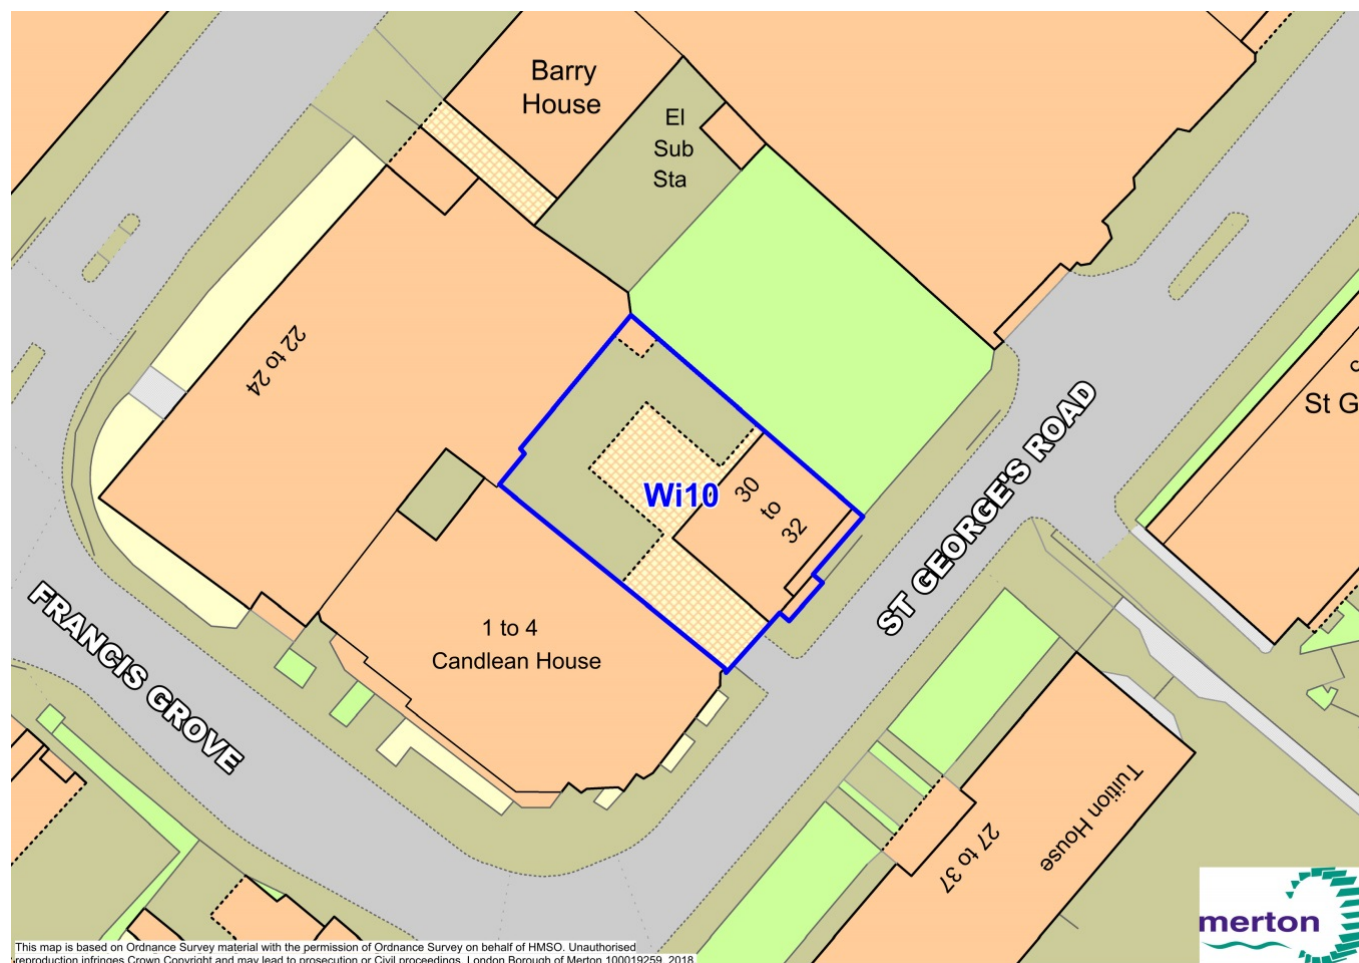 Barry
House
El
Sub
Sta
22 to 24
Wi10
30
to
32
St G
ST GEORGE'S ROAD
FRANCIS GROVE
1 to 4
Candlean House
Tuition House
27 to 37
merton
This map is based on Ordnance Survey material with the permission of Ordnance Survey on behalf of HMSO. Unauthorised
reproduction infringes Crown Copyright and may lead to prosecution or Civil proceedings. London Borough of Merton 100019259. 2018.